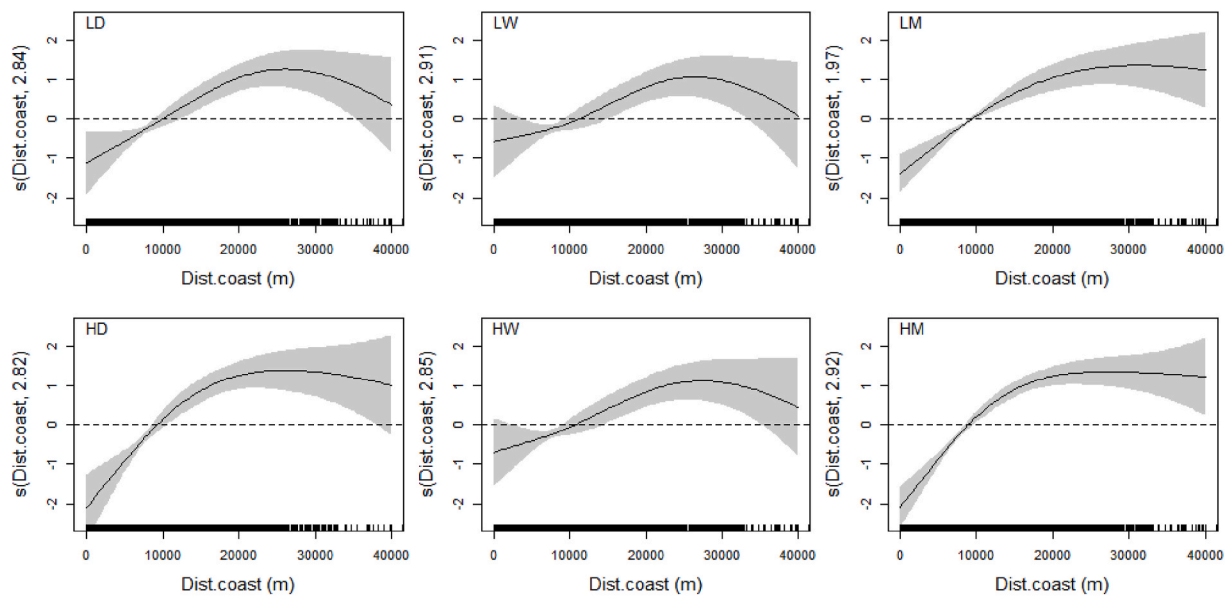 LD
s(Dist.coast, 2.84)
2
1
0
-1
-2
0 10000 20000 30000 40000
Dist.coast (m)
LW
s(Dist.coast, 2.91)
2
1
0
-1
-2
0 10000 20000 30000 40000
Dist.coast (m)
LM
s(Dist.coast, 1.97)
2
1
0
-1
-2
0 10000 20000 30000 40000
Dist.coast (m)
HD
s(Dist.coast, 2.82)
2
1
0
-1
-2
0 10000 20000 30000 40000
Dist.coast (m)
HW
s(Dist.coast, 2.85)
2
1
0
-1
-2
0 10000 20000 30000 40000
Dist.coast (m)
HM
s(Dist.coast, 2.92)
2
1
0
-1
-2
0 10000 20000 30000 40000
Dist.coast (m)